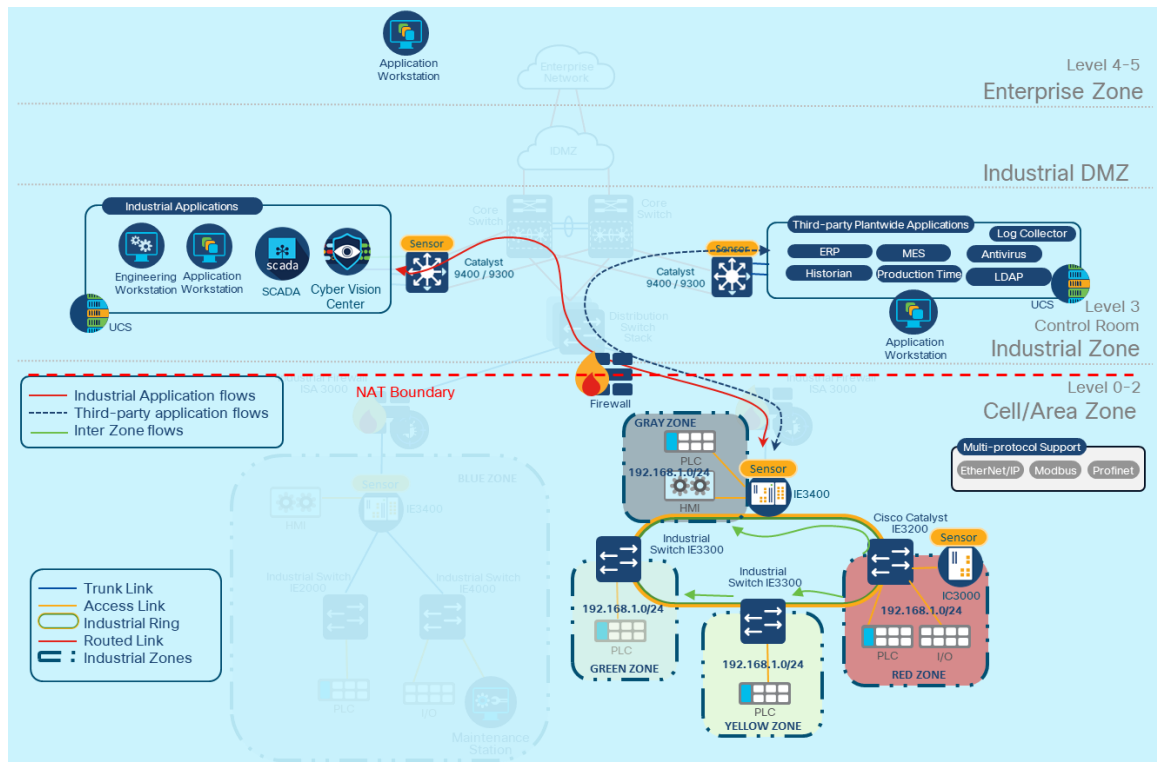 Application
Workstation
Enterprise
Network
Level 4-5
Enterprise Zone
IDMZ
Industrial DMZ
Industrial Applications
Engineering
Workstation
Application
Workstation
scada
SCADA
Cyber Vision
Center
UCS
Sensor
Catalyst
9400 / 9300
Core
Switch
Core
Switch
Catalyst
9400 / 9300
Sensor
Third-party Plantwide Applications
Log Collector
ERP
MES
Antivirus
Historian
Production Time
LDAP
UCS
Application
Workstation
Distribution
Switch
Stack
Level 3
Control Room
Industrial Zone
NAT Boundary
Firewall
Industrial Firewall
ISA 3000
Industrial Firewall
ISA 3000
Level 0-2
Cell/Area Zone
Industrial Application flows
Third-party application flows
Inter Zone flows
Multi-protocol Support
EtherNet/IP
Modbus
Profinet
GRAY ZONE
PLC
192.168.1.0/24
HMI
Sensor
IE3400
BLUE ZONE
Sensor
IE3400
HMI
Industrial Switch
IE2000
Industrial Switch
IE4000
PLC
I/O
Maintenance
Station
Industrial
Switch IE3300
192.168.1.0/24
PLC
GREEN ZONE
Industrial
Switch IE3300
192.168.1.0/24
PLC
YELLOW ZONE
Cisco Catalyst
IE3200
Sensor
IC3000
192.168.1.0/24
PLC
I/O
RED ZONE
Trunk Link
Access Link
Industrial Ring
Routed Link
Industrial Zones